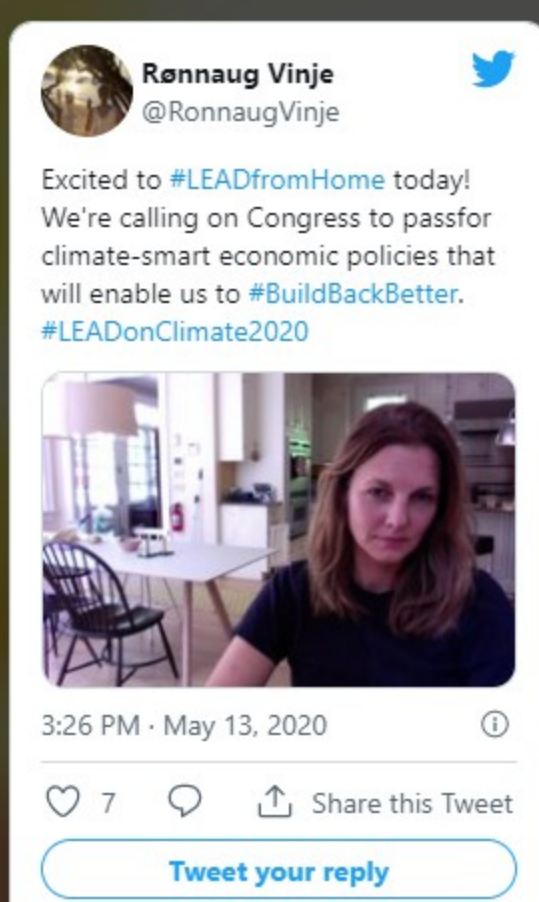 Rønnaug Vinje
@RonnaugVinje
Excited to #LEADfromHome today!
We're calling on Congress to passfor
climate-smart economic policies that
will enable us to #BuildBackBetter.
#LEADonClimate2020
3:26 PM · May 13, 2020
7
Share this Tweet
Tweet your reply